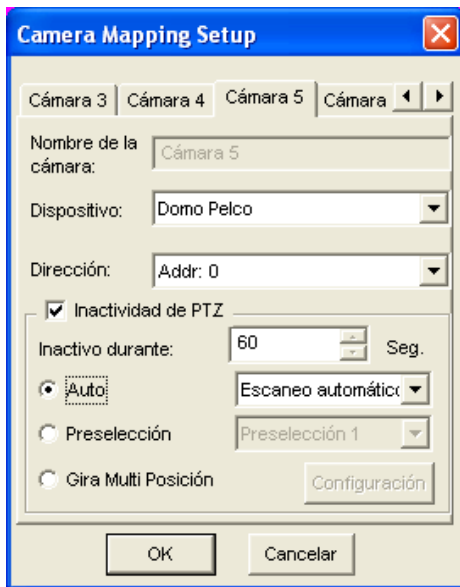 Camera Mapping Setup
Cámara 3 Cámara 4 Cámara 5 Cámara
Nombre de la
cámara:
Cámara 5
Dispositivo: Domo Pelco
Dirección: Addr: 0
Inactividad de PTZ
Inactivo durante: 60 Seg.
Auto Escaneo automátic
Preselección Preselección 1
Gira Multi Posición Configuración
OK Cancelar